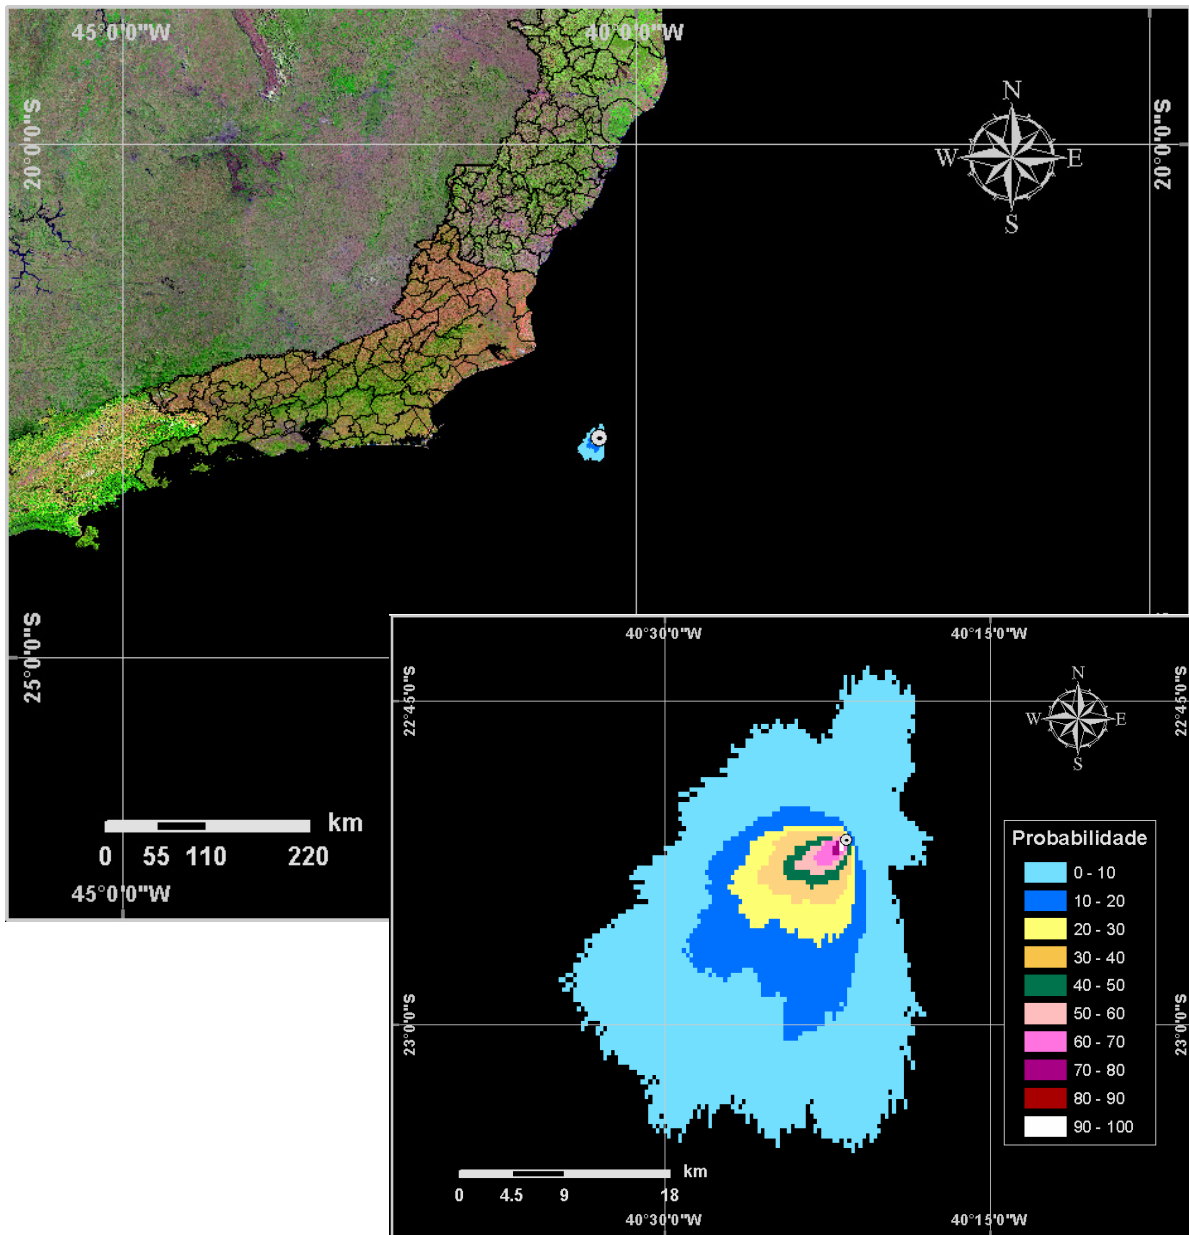 45°0'0"W
40°0'0"W
20°0'0"S
20°0'0"S
N
W
E
S
25°0'0"S
km
0 55 110 220
45°0'0"W
40°30'0"W
40°15'0"W
22°45'0"S
22°45'0"S
N
W
E
S
Probabilidade
0 - 10
10 - 20
20 - 30
30 - 40
40 - 50
50 - 60
60 - 70
70 - 80
80 - 90
90 - 100
23°0'0"S
23°0'0"S
km
0 4.5 9 18
40°30'0"W
40°15'0"W